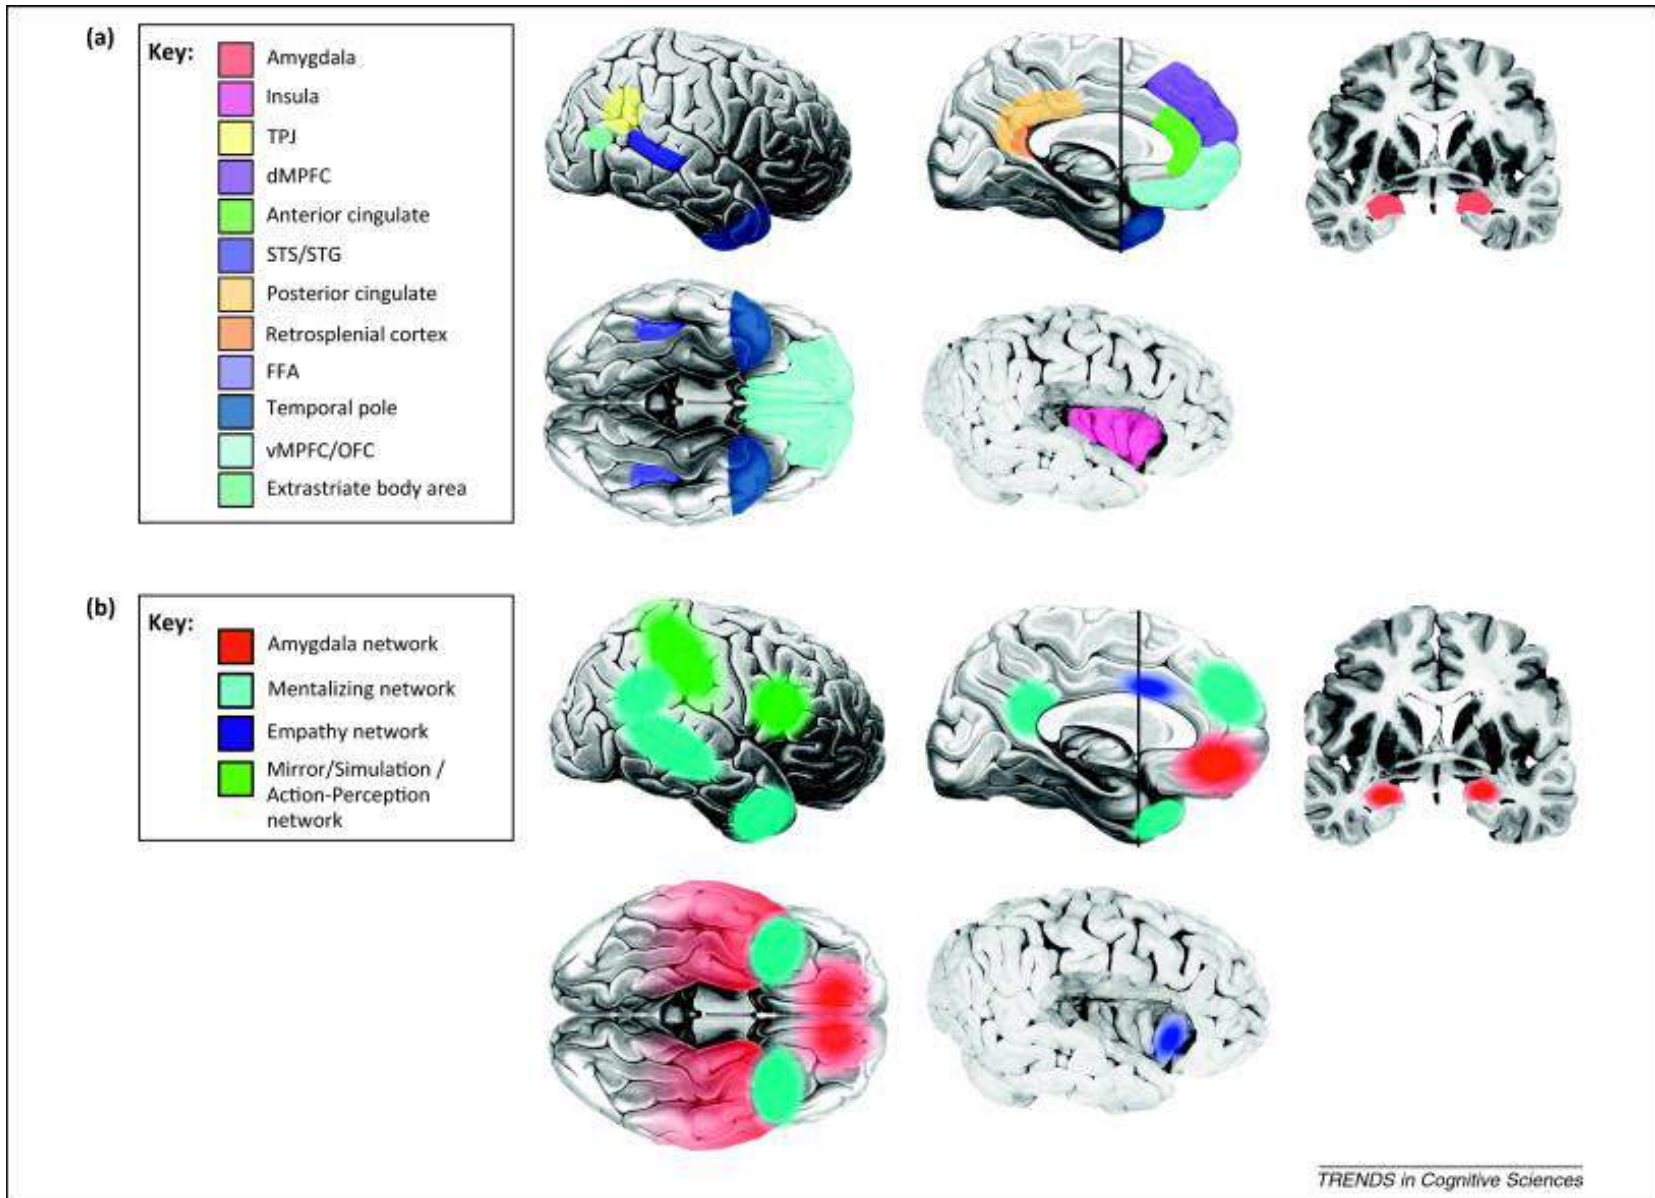 (a)
Key:
Amygdala
Insula
TPJ
dMPFC
Anterior cingulate
STS/STG
Posterior cingulate
Retrosplenial cortex
FFA
Temporal pole
vMPFC/OFC
Extrastriate body area
(b)
Key:
Amygdala network
Mentalizing network
Empathy network
Mirror/Simulation /
Action-Perception
network
TRENDS in Cognitive Sciences